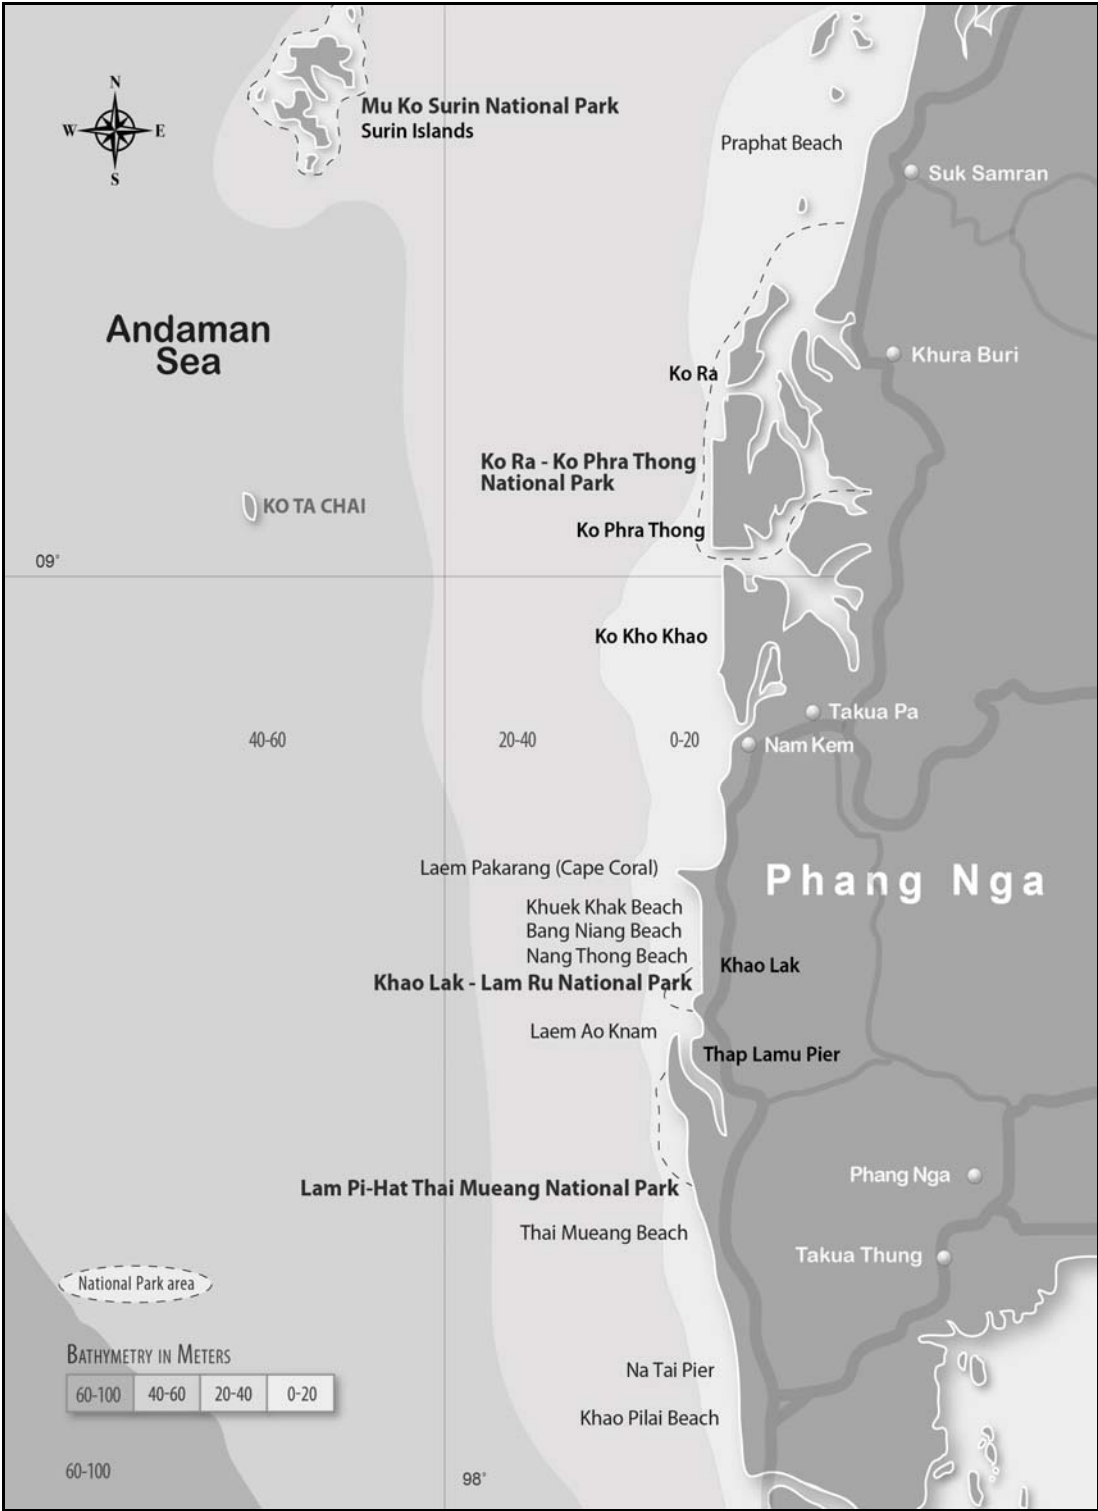 N
W
E
S
Mu Ko Surin National Park
Surin Islands
Praphat Beach
Suk Samran
Andaman
Sea
Khura Buri
Ko Ra
Ko Ra - Ko Phra Thong
National Park
KO TA CHAI
Ko Phra Thong
09°
Ko Kho Khao
Takua Pa
40-60
20-40
0-20
Nam Kem
Laem Pakarang (Cape Coral)
Phang Nga
Khuek Khak Beach
Bang Niang Beach
Nang Thong Beach
Khao Lak
Khao Lak - Lam Ru National Park
Laem Ao Knam
Thap Lamu Pier
Phang Nga
Lam Pi-Hat Thai Mueang National Park
Thai Mueang Beach
Takua Thung
National Park area
BATHYMETRY IN METERS
60-100
40-60
20-40
0-20
Na Tai Pier
Khao Pilai Beach
60-100
98°